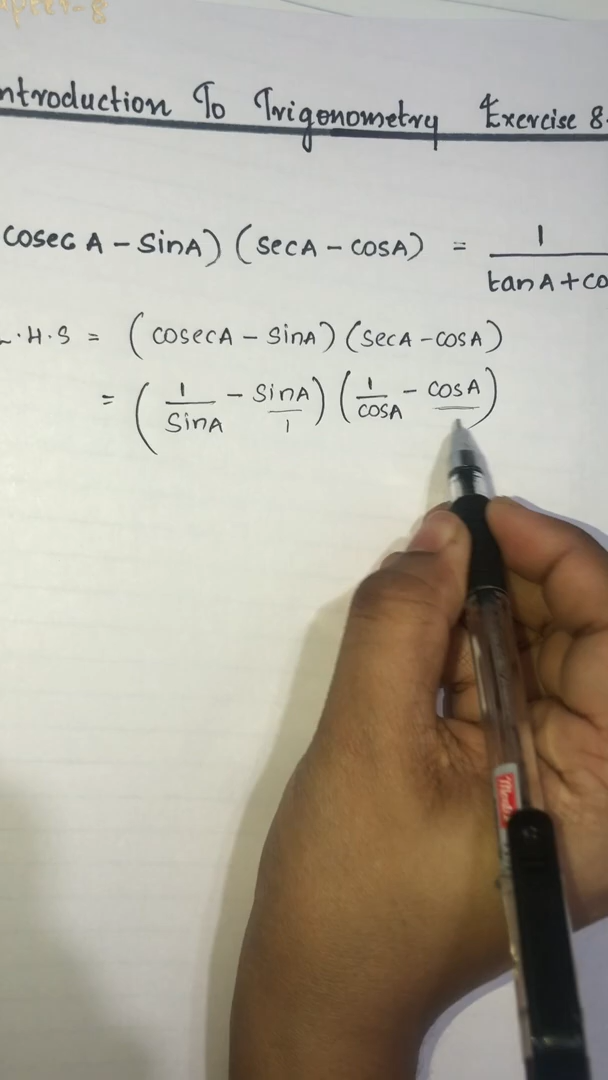 ntroduction To Trigonometry Exercise 8.
cosec A - sinA) (secA - cosA) = 1 / tanA + co
.H.S = (cosecA - sinA) (secA - cosA)
= (1/sinA - sinA/1) (1/cosA - cosA/)